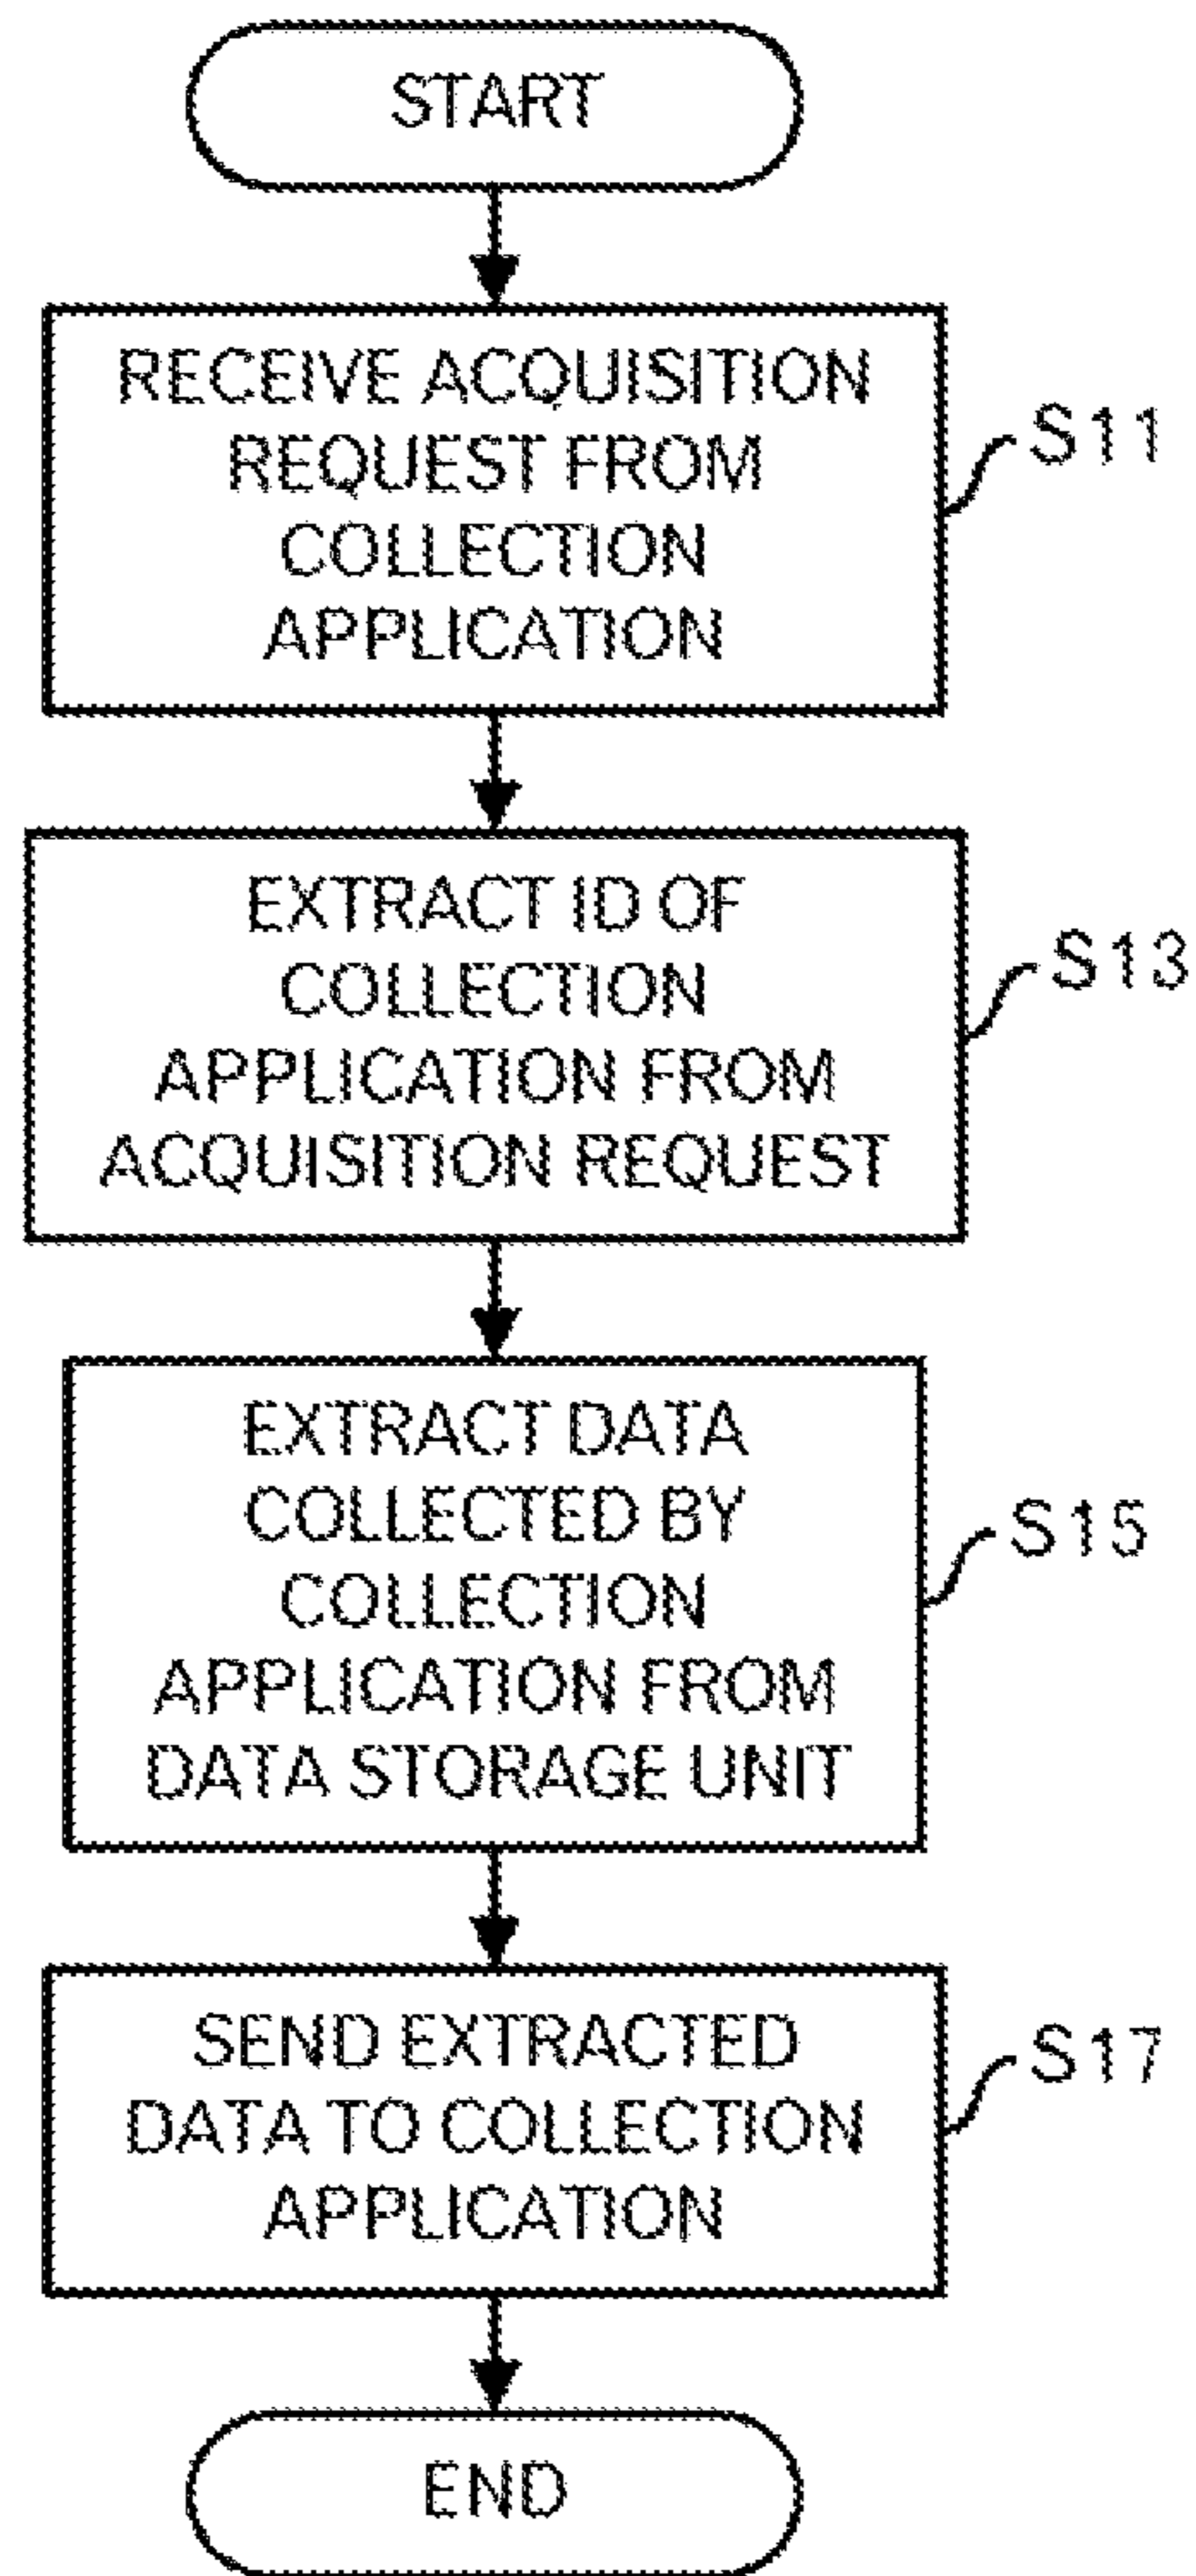 START
RECEIVE ACQUISITION
REQUEST FROM
COLLECTION
APPLICATION
S11
EXTRACT ID OF
COLLECTION
APPLICATION FROM
ACQUISITION REQUEST
S13
EXTRACT DATA
COLLECTED BY
COLLECTION
APPLICATION FROM
DATA STORAGE UNIT
S15
SEND EXTRACTED
DATA TO COLLECTION
APPLICATION
S17
END